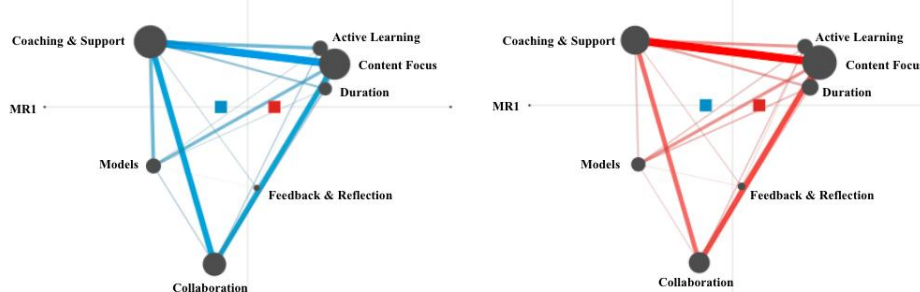 Coaching & Support
Active Learning
Content Focus
Duration
MR1
Models
Feedback & Reflection
Collaboration
Coaching & Support
Active Learning
Content Focus
Duration
MR1
Models
Feedback & Reflection
Collaboration